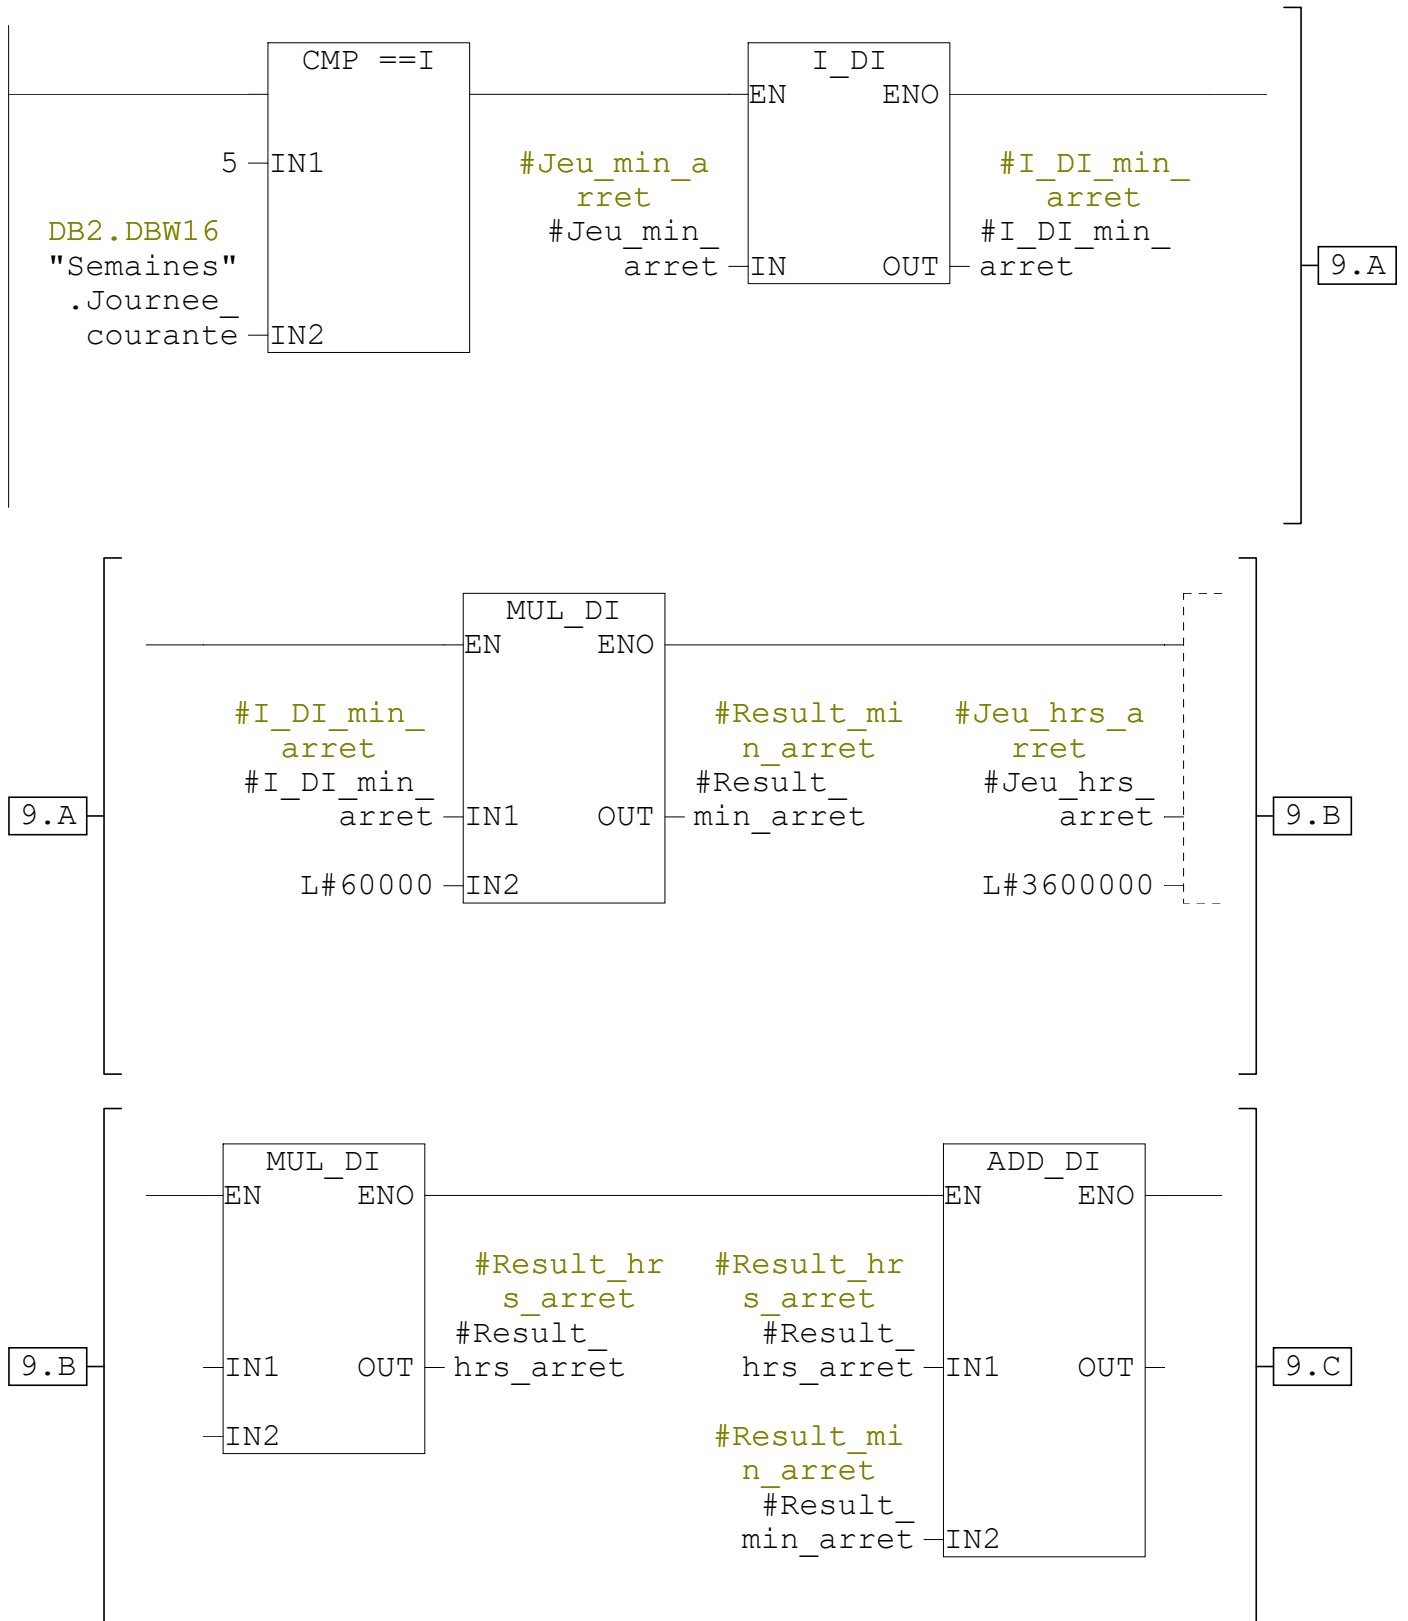 CMP ==I
I_DI
EN ENO
5 IN1
#Jeu_min_a
rret
#Jeu_min_
arret IN OUT
#I_DI_min_
arret
#I_DI_min_
arret
DB2.DBW16
"Semaines"
.Journee_
courante IN2
9.A
MUL_DI
EN ENO
#I_DI_min_
arret
#I_DI_min_
arret IN1 OUT
#Result_mi
n_arret
#Result_
min_arret
#Jeu_hrs_a
rret
#Jeu_hrs_
arret
9.A
9.B
L#60000 IN2
L#3600000
MUL_DI
EN ENO
ADD_DI
EN ENO
#Result_hr
s_arret
#Result_
hrs_arret
#Result_hr
s_arret
#Result_
hrs_arret
9.B
IN1 OUT
IN1 OUT
9.C
IN2
#Result_mi
n_arret
#Result_
min_arret IN2